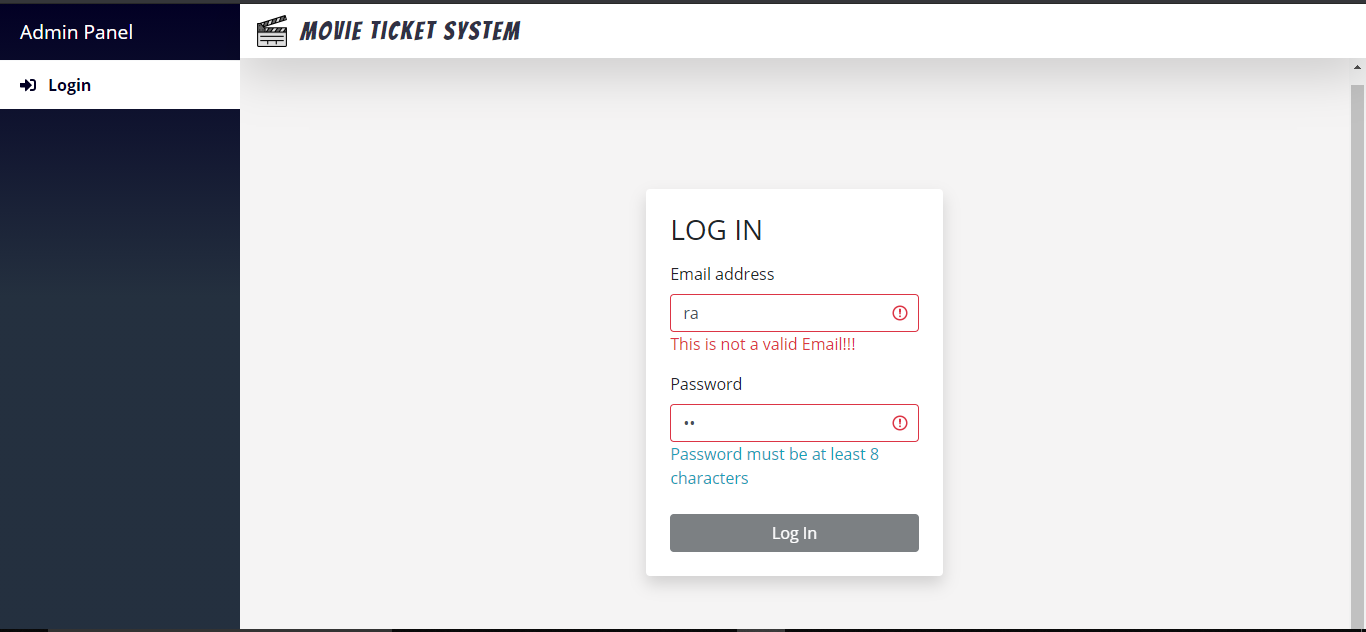 Admin Panel
MOVIE TICKET SYSTEM
Login
LOG IN
Email address
ra
This is not a valid Email!!!
Password
••
Password must be at least 8
characters
Log In